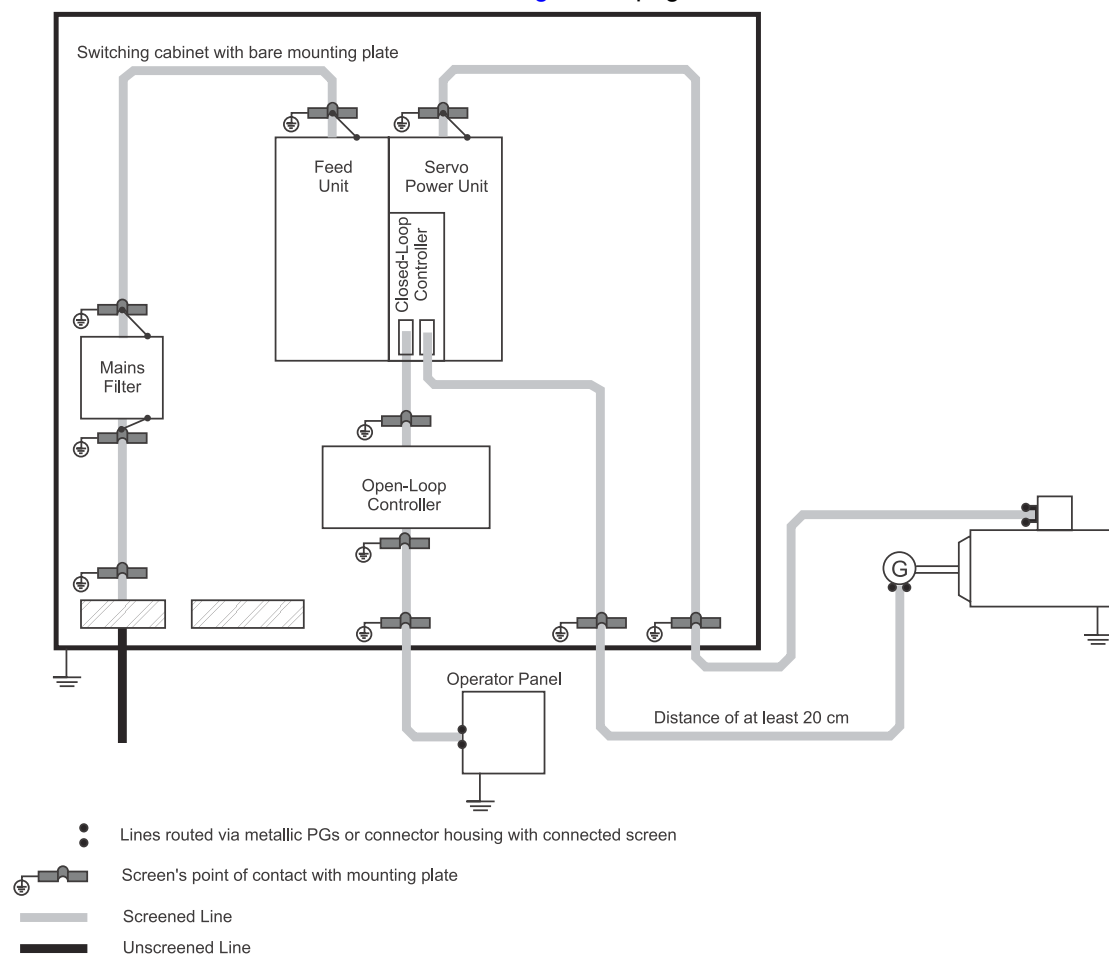 Switching cabinet with bare mounting plate
Feed
Unit
Servo
Power Unit
Closed-Loop
Controller
Mains
Filter
Open-Loop
Controller
G
Operator Panel
Distance of at least 20 cm
Lines routed via metallic PGs or connector housing with connected screen
Screen's point of contact with mounting plate
Screened Line
Unscreened Line